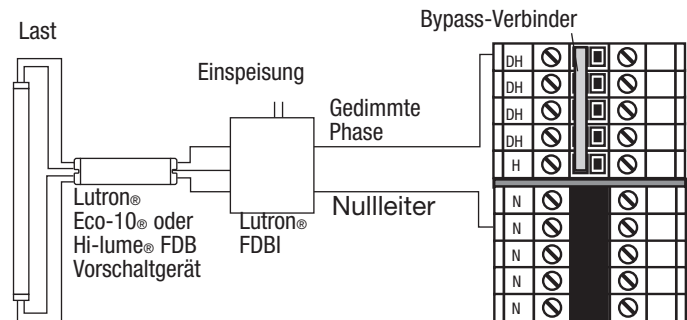 Bypass-Verbinder
Last
Einspeisung
Gedimmte
Phase
DH
DH
DH
DH
H
Lutron®
Eco-10® oder
Hi-lume® FDB
Vorschaltgerät
Lutron®
FDBI
Nullleiter
N
N
N
N
N